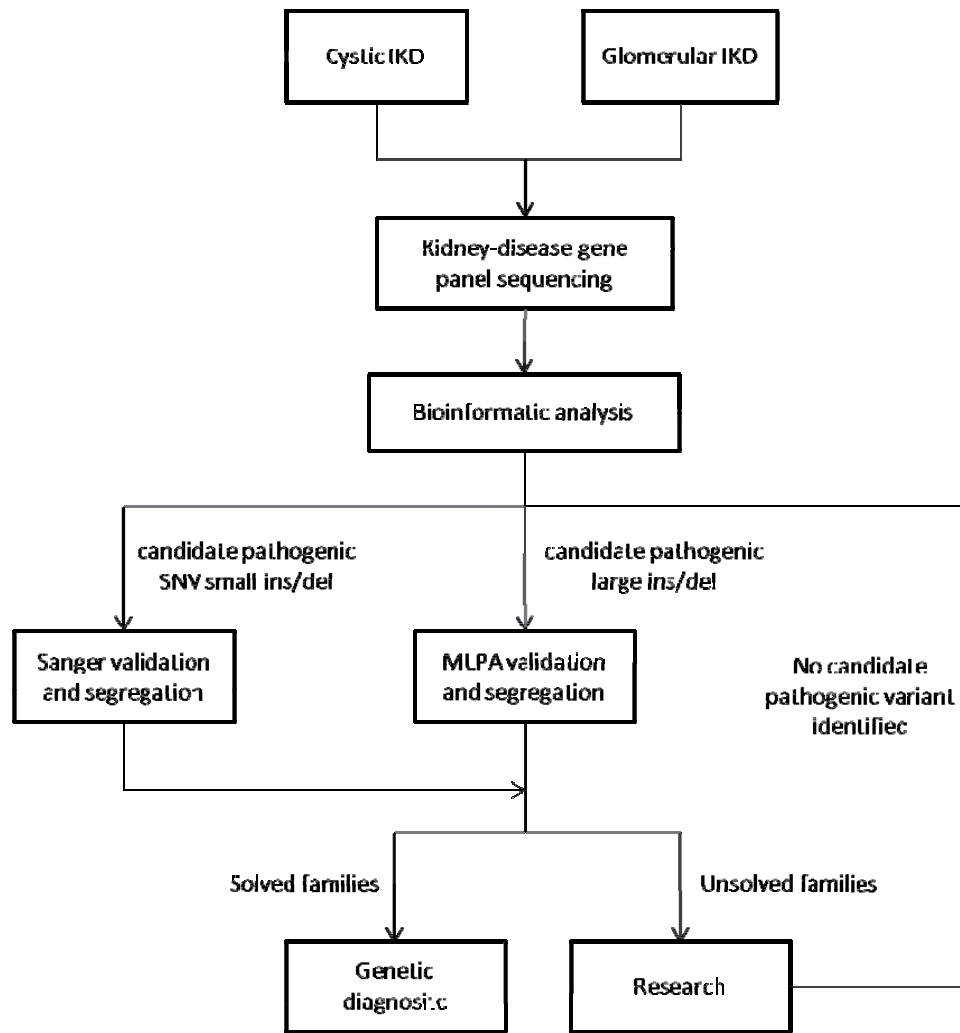 Cystic IKD
Glomerular IKD
Kidney-disease gene
panel sequencing
Bioinformatic analysis
candidate pathogenic
SNV small ins/del
candidate pathogenic
large ins/del
Sanger validation
and segregation
MLPA validation
and segregation
No candidate
pathogenic variant
identified
Solved families
Unsolved families
Genetic
diagnositc
Research